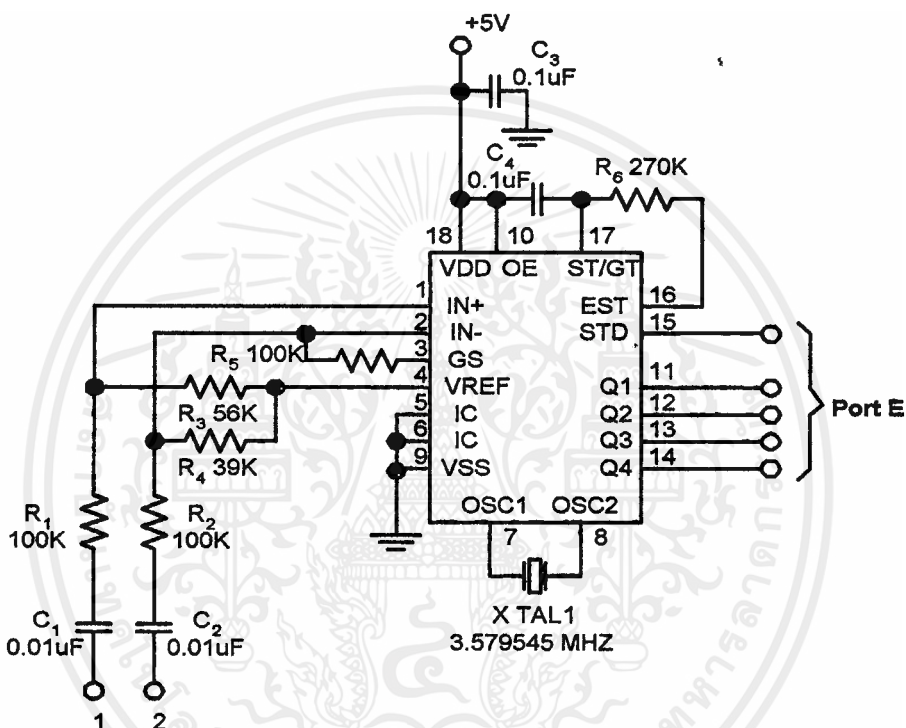 +5V
C3
0.1uF
C4
0.1uF
R6 270K
18 10 17
VDD OE ST/GT
1 IN+
2 IN-
3 GS
4 VREF
5 IC
6 IC
9 VSS
EST 16
STD 15
Q1 11
Q2 12
Q3 13
Q4 14
Port E
R5 100K
R3 56K
R4 39K
R1
100K
R2
100K
OSC1 OSC2
7 8
X TAL1
3.579545 MHZ
C1
0.01uF
C2
0.01uF
1 2